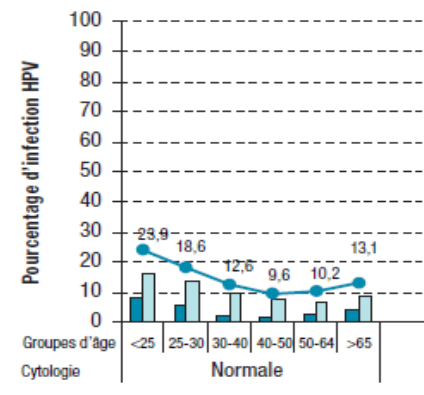 Pourcentage d'infection HPV
100
90
80
70
60
50
40
30
20
10
0
23,9 18,6 12,6 9,6 10,2 13,1
Groupes d'âge <25 25-30 30-40 40-50 50-64 >65
Cytologie Normale